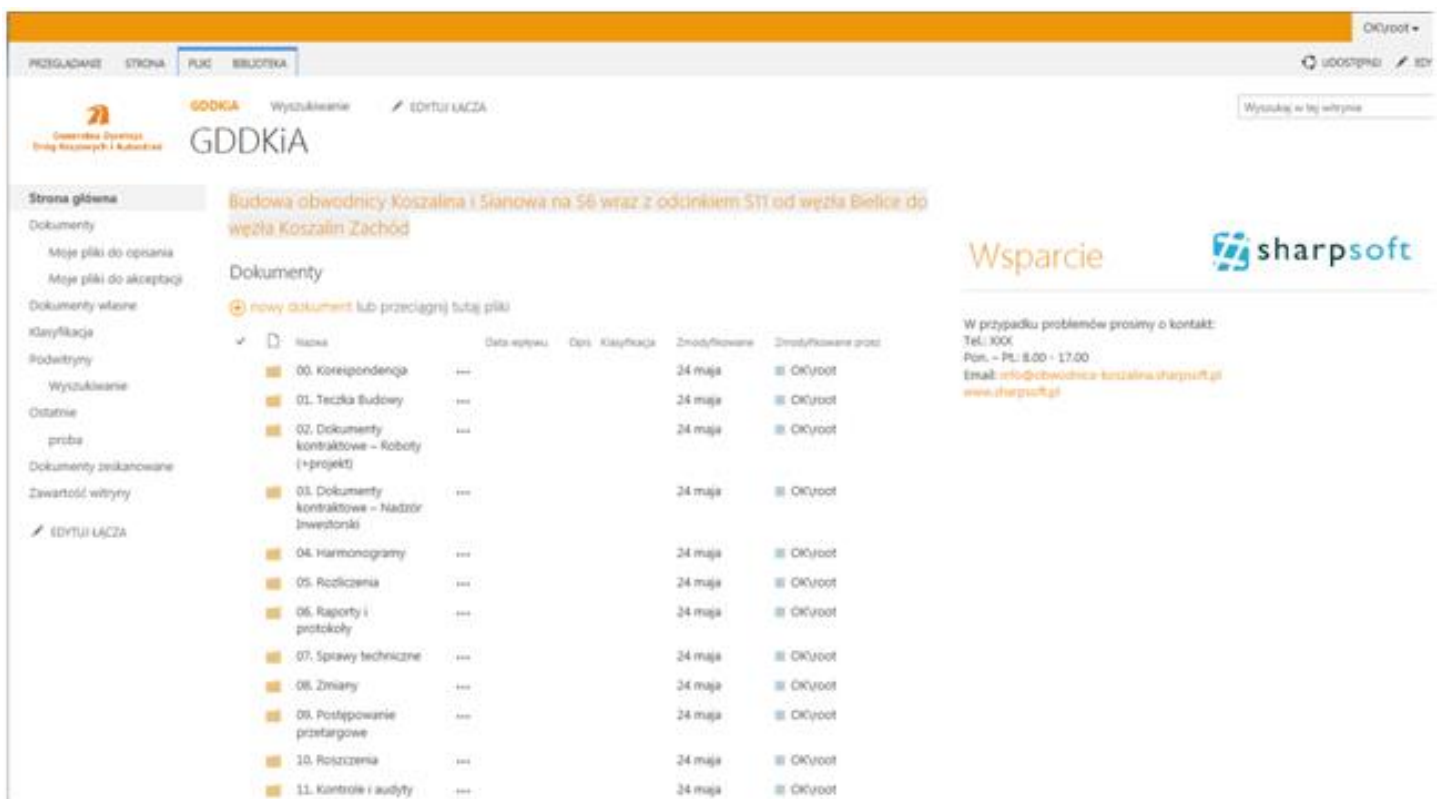 OK\root
PRZEGLĄDANIE STRONA PLIKI BIBLIOTEKA UDOSTĘPNIJ
GDDKiA Wyszukiwanie EDYTUJ ŁĄCZA Wyszukaj w tej witrynie
Generalna Dyrekcja
Dróg Krajowych i Autostrad
GDDKiA
Strona główna
Dokumenty
Moje pliki do opisania
Moje pliki do akceptacji
Dokumenty własne
Klasyfikacja
Podwitryny
Wyszukiwanie
Ostatnie
proba
Dokumenty zeskanowane
Zawartość witryny
EDYTUJ ŁĄCZA
Budowa obwodnicy Koszalina i Sianowa na S6 wraz z odcinkiem S11 od węzła Bielice do
węzła Koszalin Zachód
Dokumenty
nowy dokument lub przeciągnij tutaj pliki
Nazwa Data wpływu Opis Klasyfikacja Zmodyfikowane Zmodyfikowane przez
00. Korespondencja ... 24 maja OK\root
01. Teczka Budowy ... 24 maja OK\root
02. Dokumenty ... 24 maja OK\root
kontraktowe – Roboty
(+projekt)
03. Dokumenty ... 24 maja OK\root
kontraktowe – Nadzór
Inwestorski
04. Harmonogramy ... 24 maja OK\root
05. Rozliczenia ... 24 maja OK\root
06. Raporty i ... 24 maja OK\root
protokoły
07. Sprawy techniczne ... 24 maja OK\root
08. Zmiany ... 24 maja OK\root
09. Postępowanie ... 24 maja OK\root
przetargowe
10. Roszczenia ... 24 maja OK\root
11. Kontrole i audyty ... 24 maja OK\root
Wsparcie sharpsoft
W przypadku problemów prosimy o kontakt:
Tel.: XXX
Pon. – Pt.: 8.00 - 17.00
Email: info@obwodnica-koszalina.sharpsoft.pl
www.sharpsoft.pl